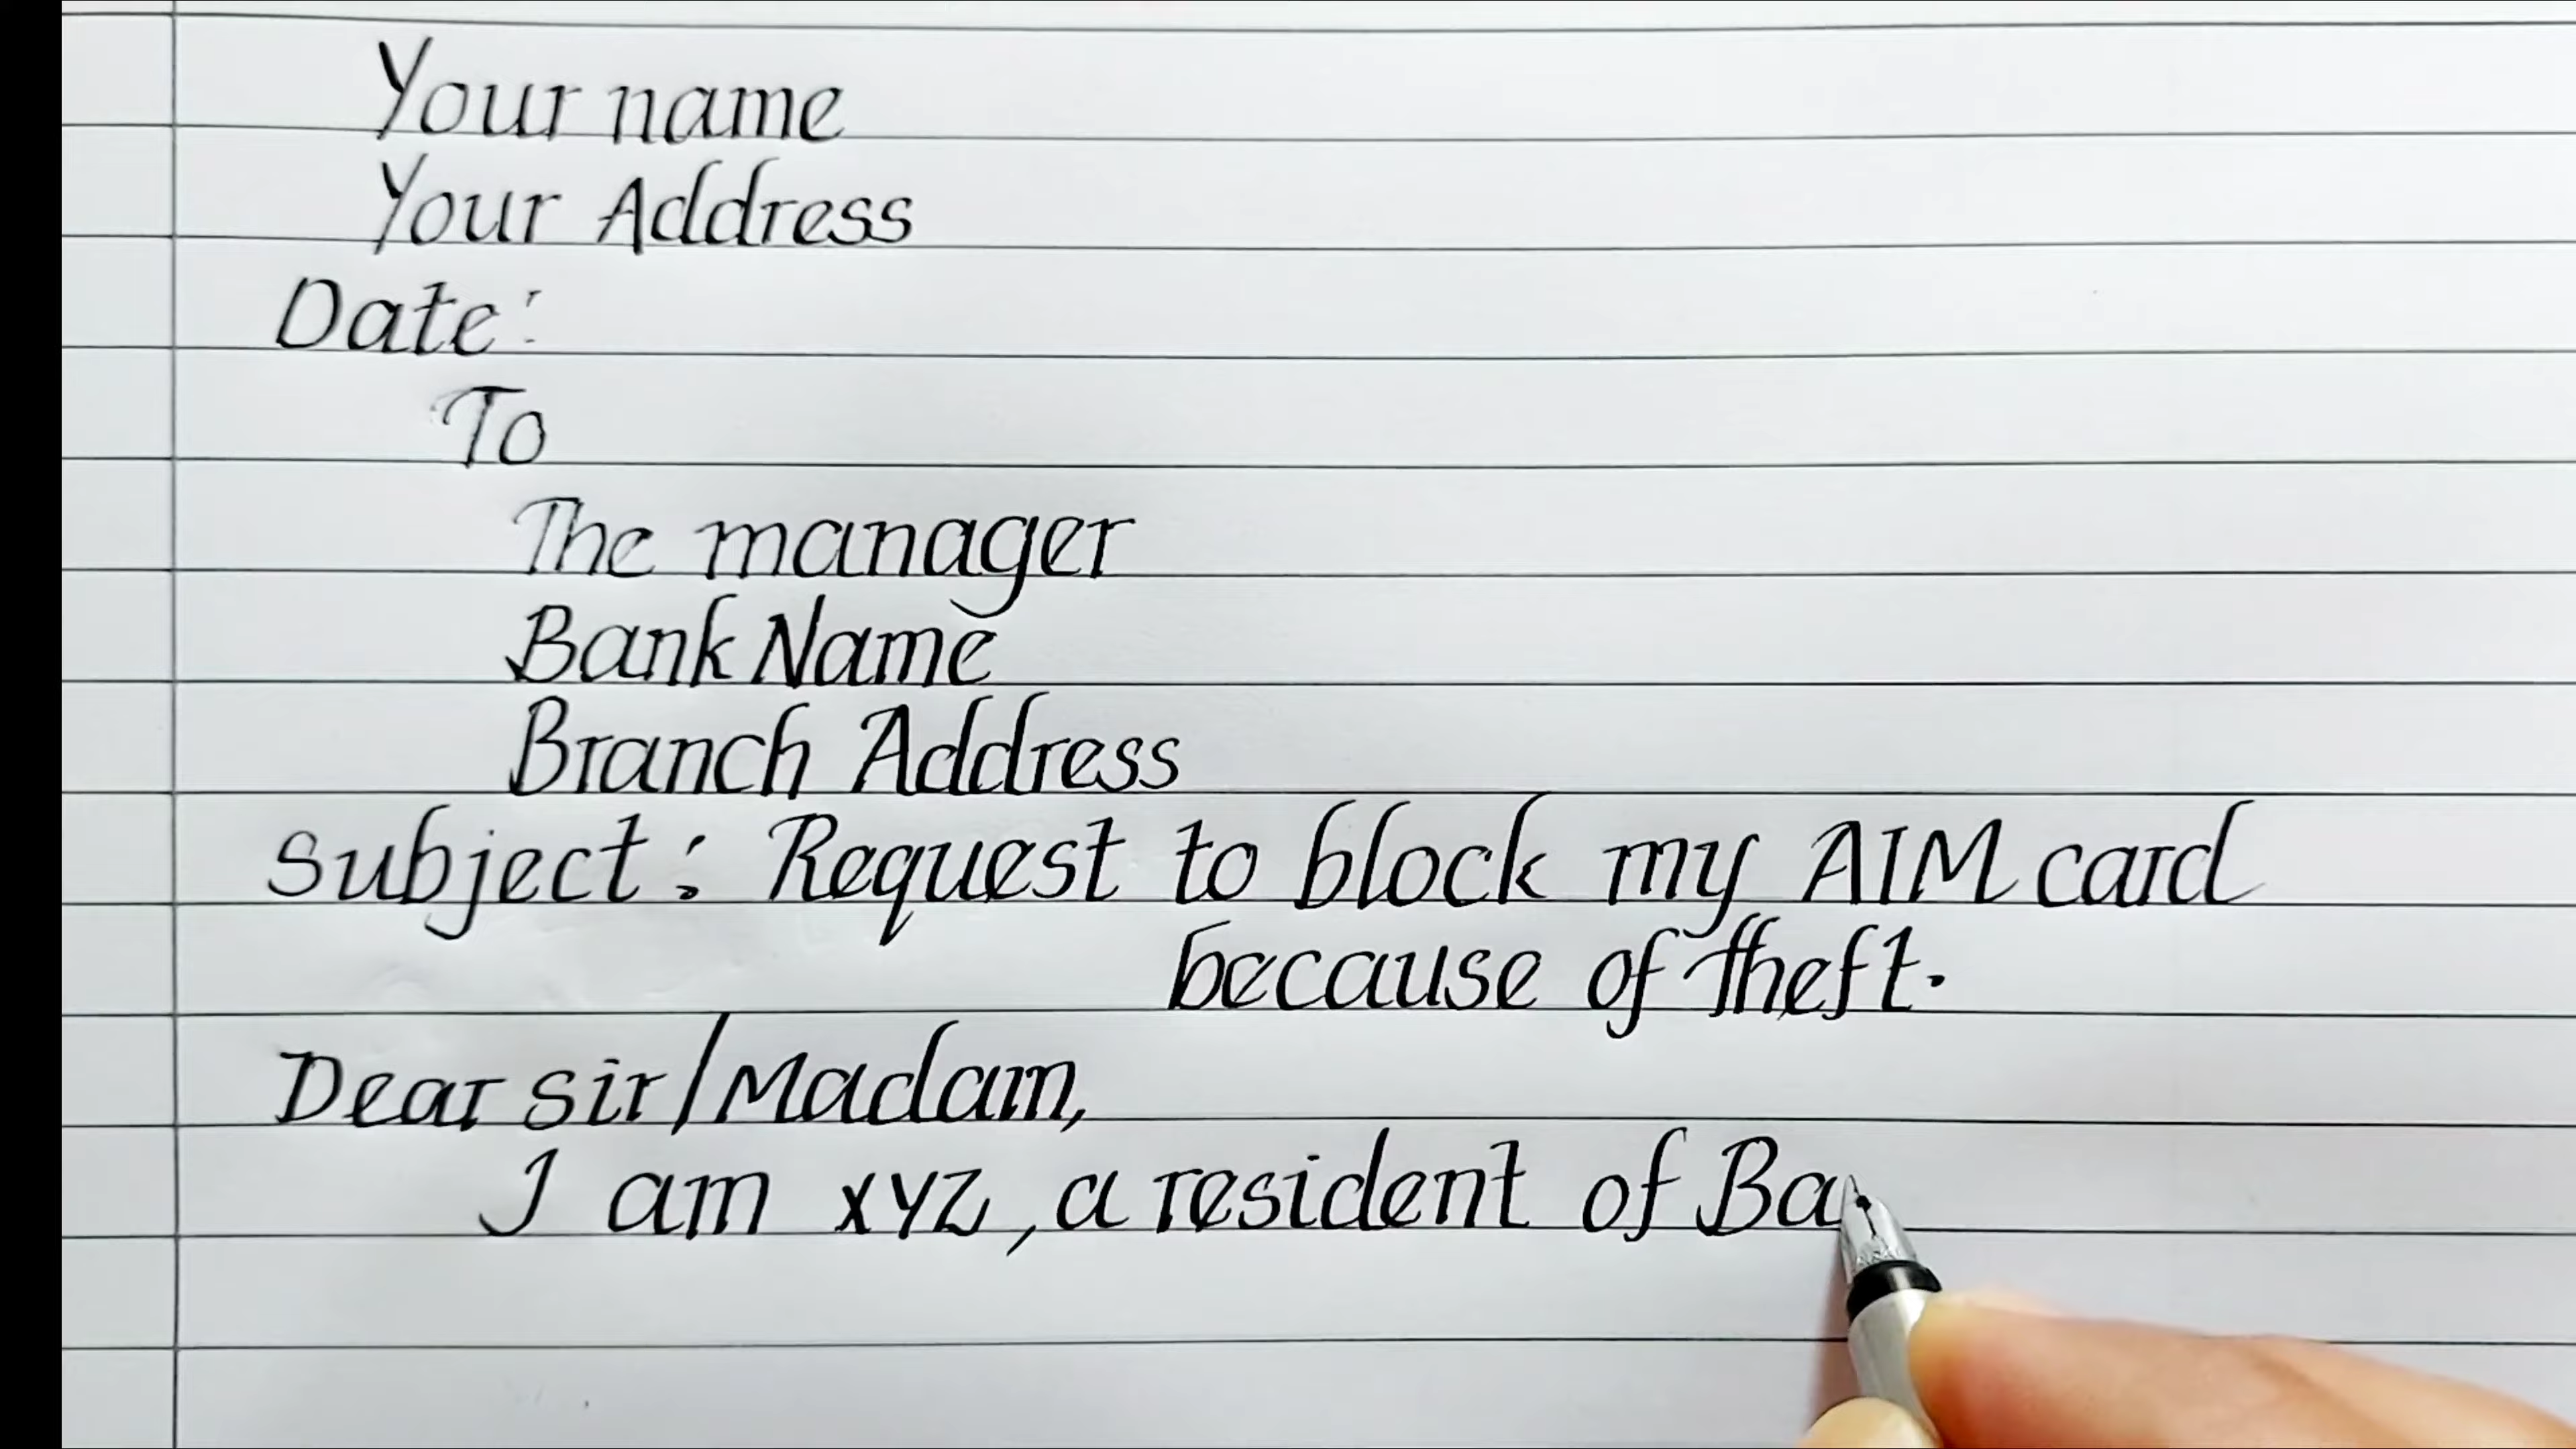 Your name
Your Address
Date:
To
The manager
Bank Name
Branch Address
Subject: Request to block my AIM card
because of theft.
Dear sir/Madam,
I am xyz, a resident of Ba